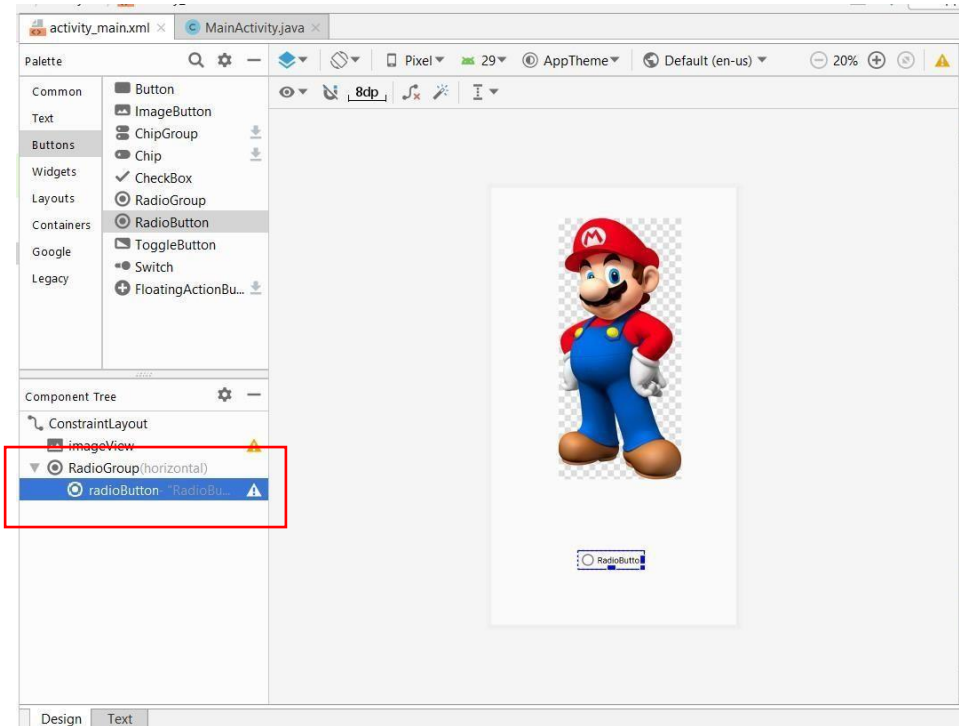 activity_main.xml × MainActivity.java ×
Palette
Pixel 29 AppTheme Default (en-us) 20%
Common
Text
Buttons
Widgets
Layouts
Containers
Google
Legacy
Button
ImageButton
ChipGroup
Chip
CheckBox
RadioGroup
RadioButton
ToggleButton
Switch
FloatingActionBu...
8dp
M
RadioButto
Component Tree
ConstraintLayout
imageView
RadioGroup(horizontal)
radioButton- "RadioBu...
Design Text